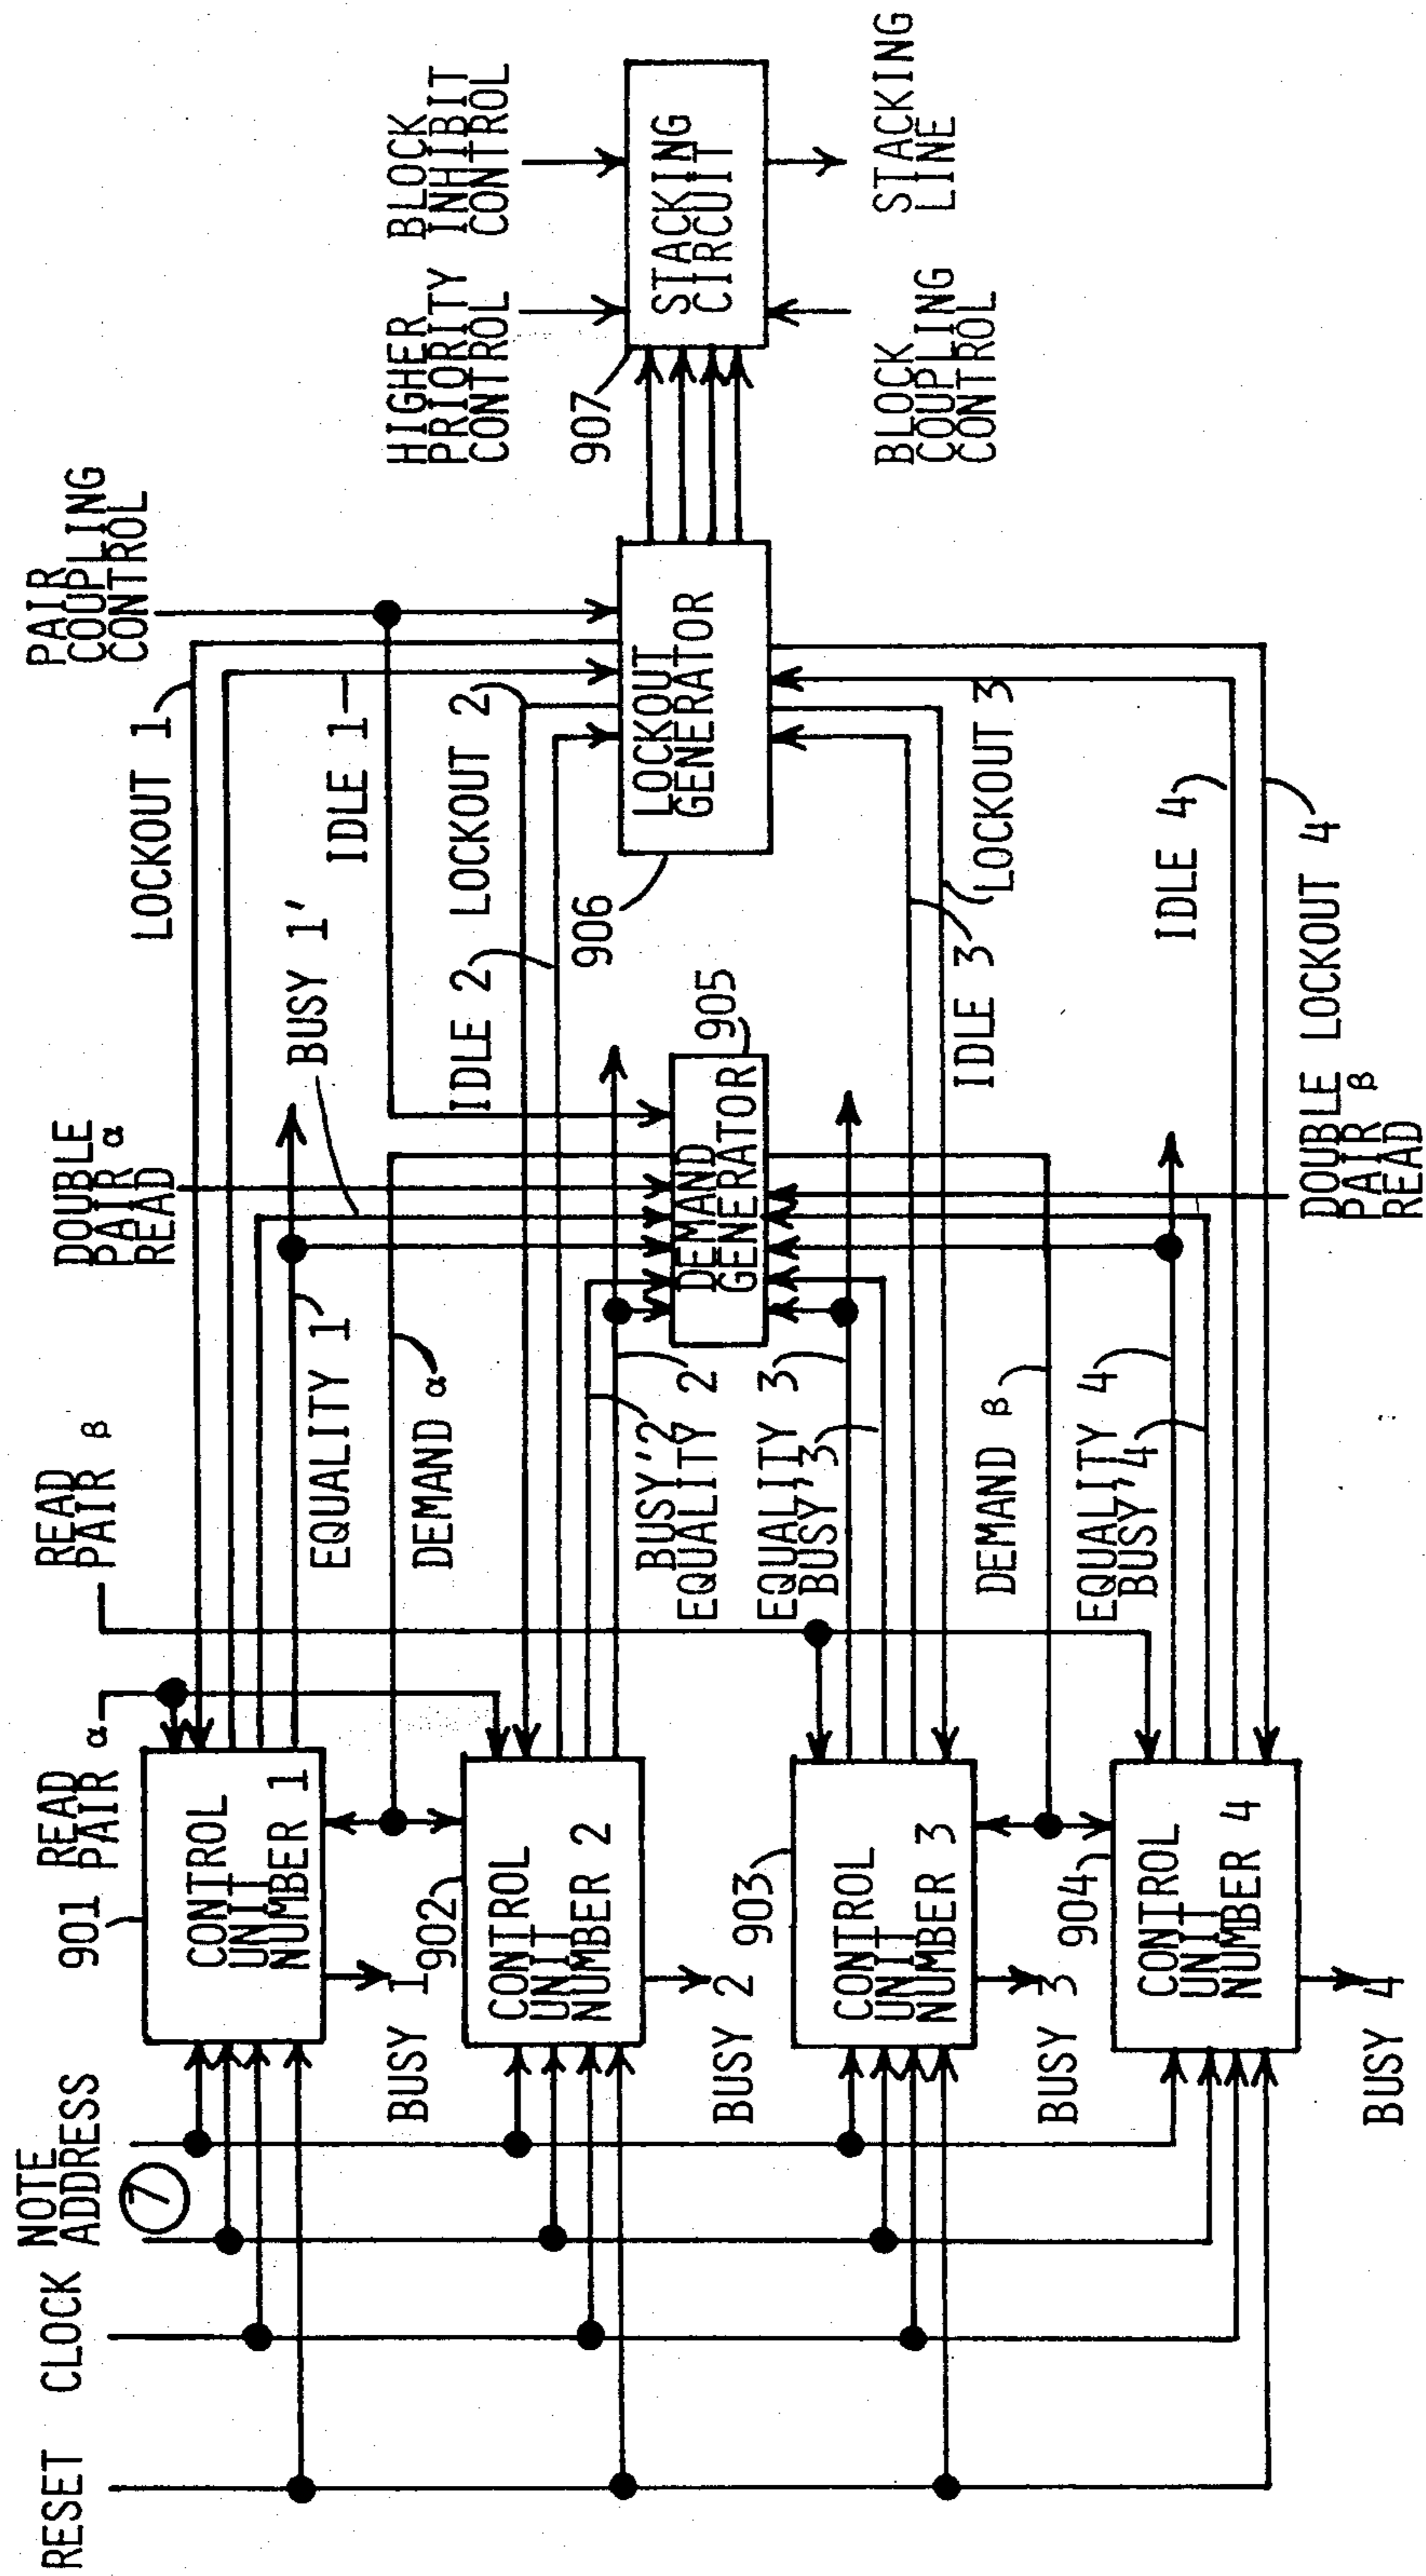 RESET
CLOCK
NOTE
ADDRESS
7
READ
PAIR α
READ
PAIR β
DOUBLE
PAIR α
READ
PAIR
COUPLING
CONTROL
901
CONTROL
UNIT
NUMBER 1
BUSY 1
LOCKOUT 1
IDLE 1
BUSY 1'
EQUALITY 1
DEMAND α
902
CONTROL
UNIT
NUMBER 2
BUSY 2
LOCKOUT 2
IDLE 2
BUSY'2
EQUALITY 2
903
CONTROL
UNIT
NUMBER 3
BUSY 3
EQUALITY 3
BUSY'3
IDLE 3
LOCKOUT 3
DEMAND β
904
CONTROL
UNIT
NUMBER 4
BUSY 4
EQUALITY 4
BUSY'4
IDLE 4
LOCKOUT 4
DOUBLE
PAIR β
READ
905
DEMAND
GENERATOR
906
LOCKOUT
GENERATOR
907
STACKING
CIRCUIT
HIGHER
PRIORITY
CONTROL
BLOCK
INHIBIT
CONTROL
BLOCK
COUPLING
CONTROL
STACKING
LINE